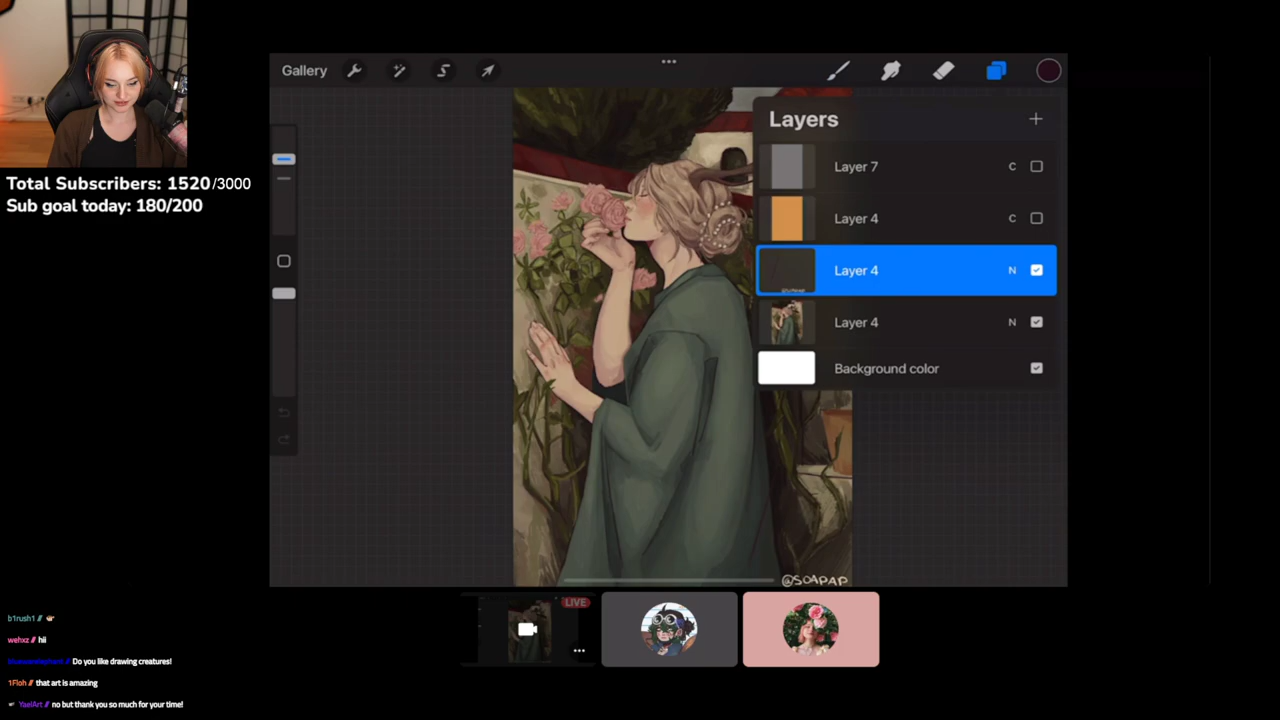 Gallery
Layers
Layer 7 C
Layer 4 C
Layer 4 N
@SOAPAP
Layer 4 N
Background color
Total Subscribers: 1520/3000
Sub goal today: 180/200
@SOAPAP
LIVE
b1rush1 //
wehxz // hii
Do you like drawing creatures!
1Floh // that art is amazing
YaelArt // no but thank you so much for your time!